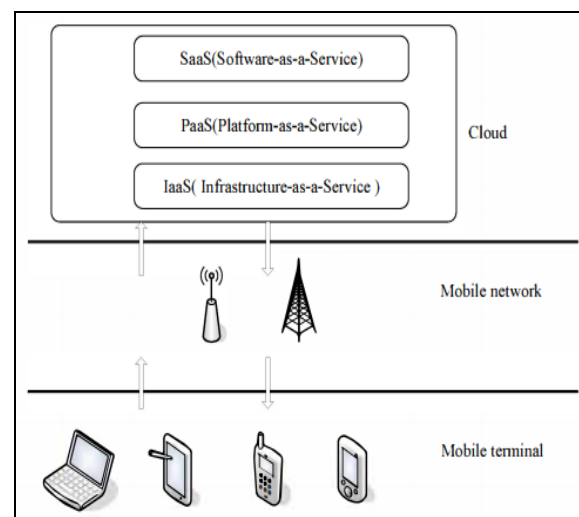 SaaS(Software-as-a-Service)
PaaS(Platform-as-a-Service)
Cloud
IaaS( Infrastructure-as-a-Service )
Mobile network
Mobile terminal